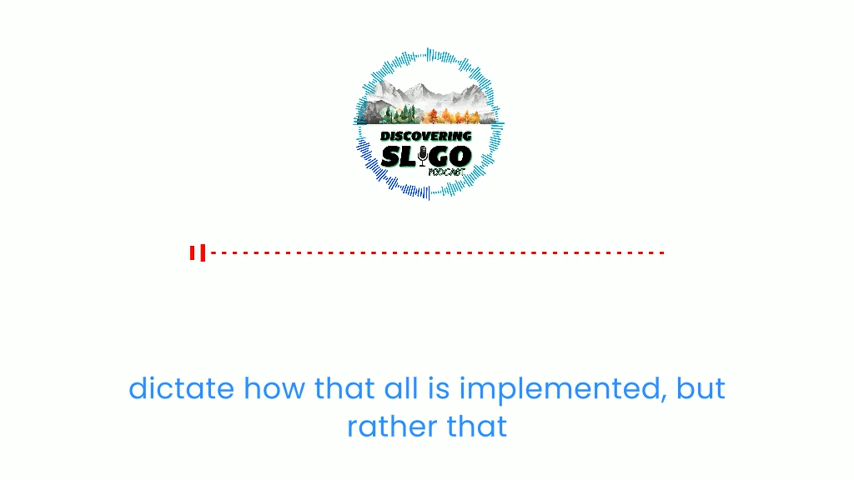 DISCOVERING
SLIGO
PODCAST
dictate how that all is implemented, but
rather that